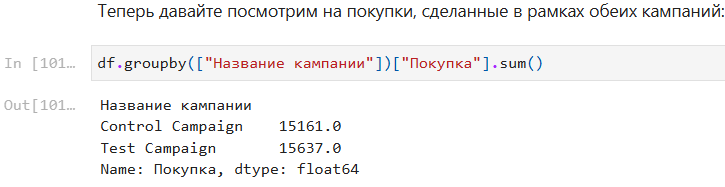 Теперь давайте посмотрим на покупки, сделанные в рамках обеих кампаний:
In [101… df.groupby(["Название кампании"])["Покупка"].sum()
Out[101… Название кампании
Control Campaign 15161.0
Test Campaign 15637.0
Name: Покупка, dtype: float64